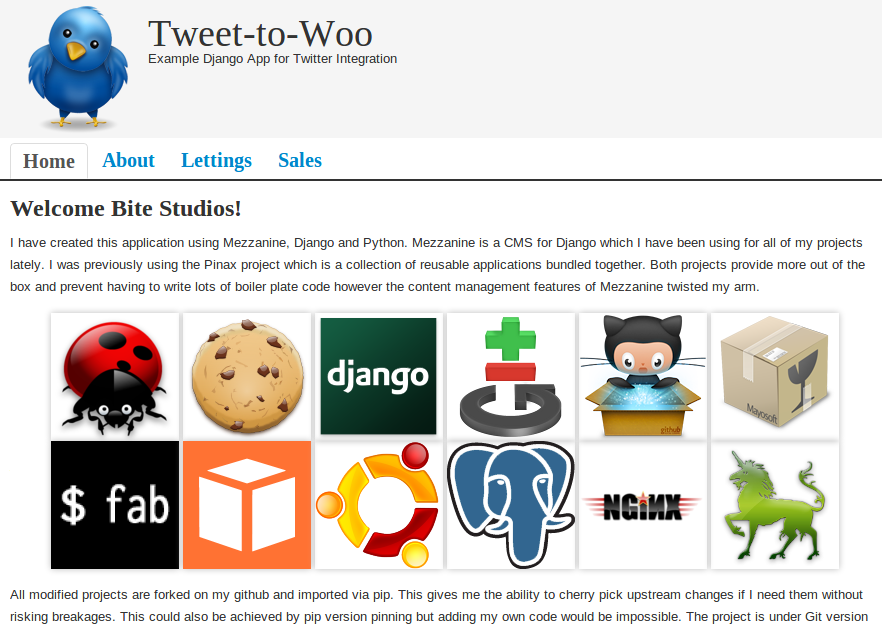 Tweet-to-Woo
Example Django App for Twitter Integration
Home About Lettings Sales
Welcome Bite Studios!
I have created this application using Mezzanine, Django and Python. Mezzanine is a CMS for Django which I have been using for all of my projects
lately. I was previously using the Pinax project which is a collection of reusable applications bundled together. Both projects provide more out of the
box and prevent having to write lots of boiler plate code however the content management features of Mezzanine twisted my arm.
django
github
Mayosoft
$ fab
NGiИX
All modified projects are forked on my github and imported via pip. This gives me the ability to cherry pick upstream changes if I need them without
risking breakages. This could also be achieved by pip version pinning but adding my own code would be impossible. The project is under Git version